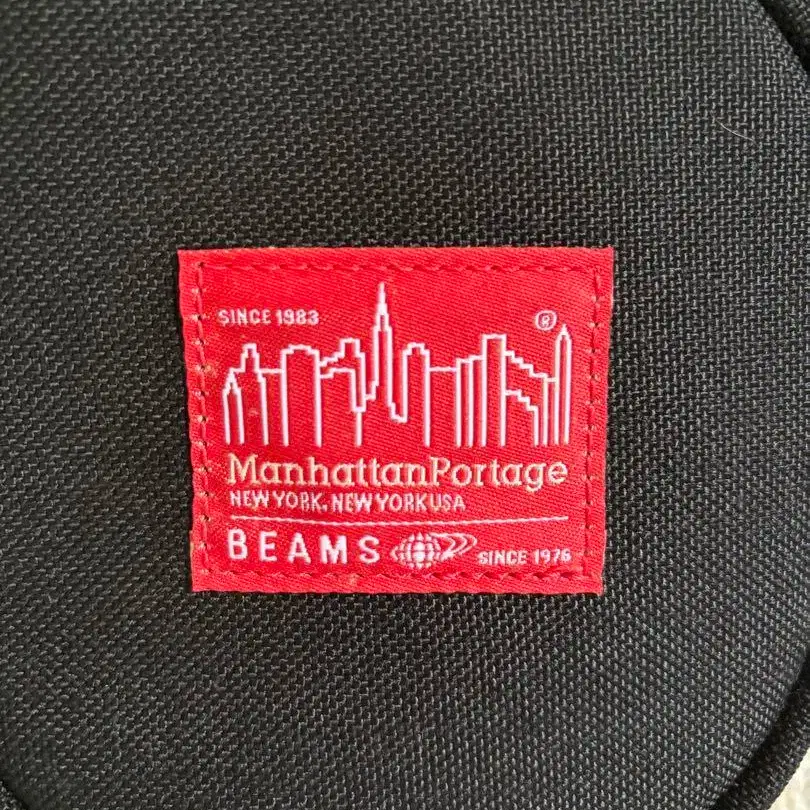 SINCE 1983
®
ManhattanPortage
NEW YORK, NEW YORK USA
BEAMS SINCE 1976